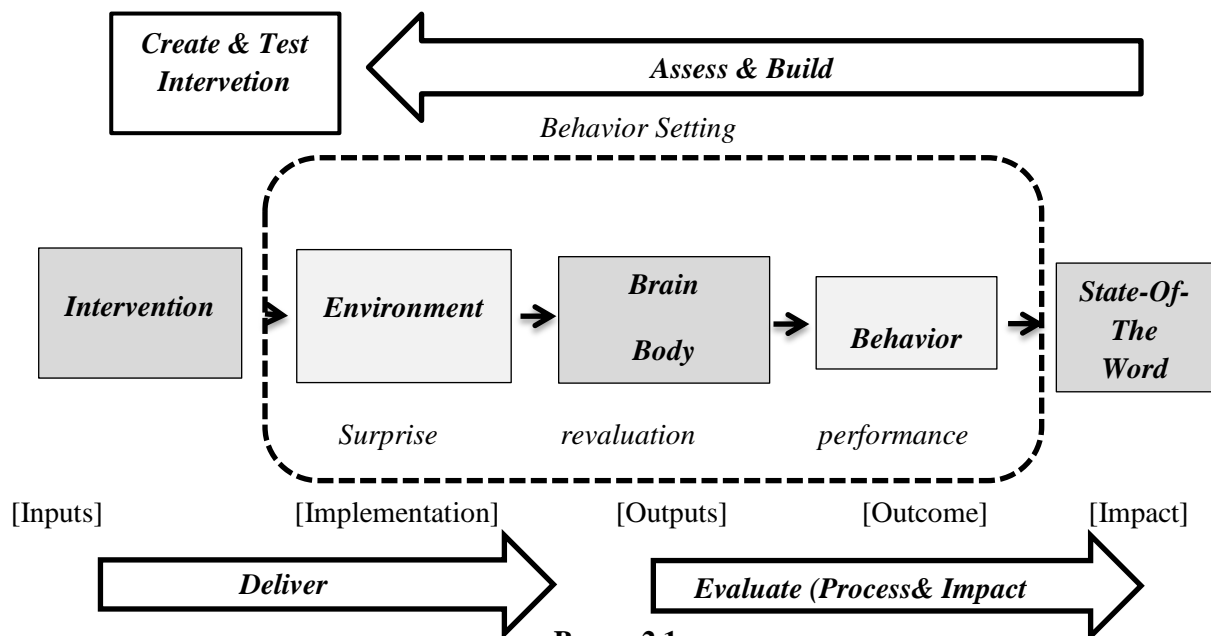 Create & Test
Intervetion
Assess & Build
Behavior Setting
Intervention
Environment
Brain
Body
Behavior
State-Of-
The
Word
Surprise
revaluation
performance
[Inputs]
[Implementation]
[Outputs]
[Outcome]
[Impact]
Deliver
Evaluate (Process& Impact